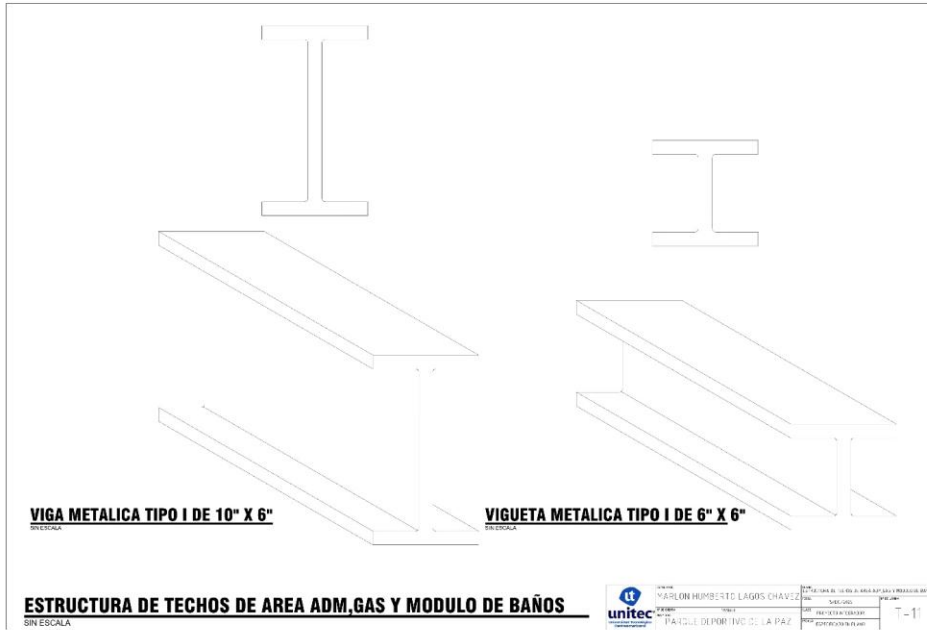 VIGA METALICA TIPO I DE 10" X 6"
SIN ESCALA
VIGUETA METALICA TIPO I DE 6" X 6"
SIN ESCALA
ESTRUCTURA DE TECHOS DE AREA ADM,GAS Y MODULO DE BAÑOS
SIN ESCALA
unitec
MARLON HUMBERTO LAGOS CHAVEZ
PARQUE DEPORTIVO DE LA PAZ
T-11